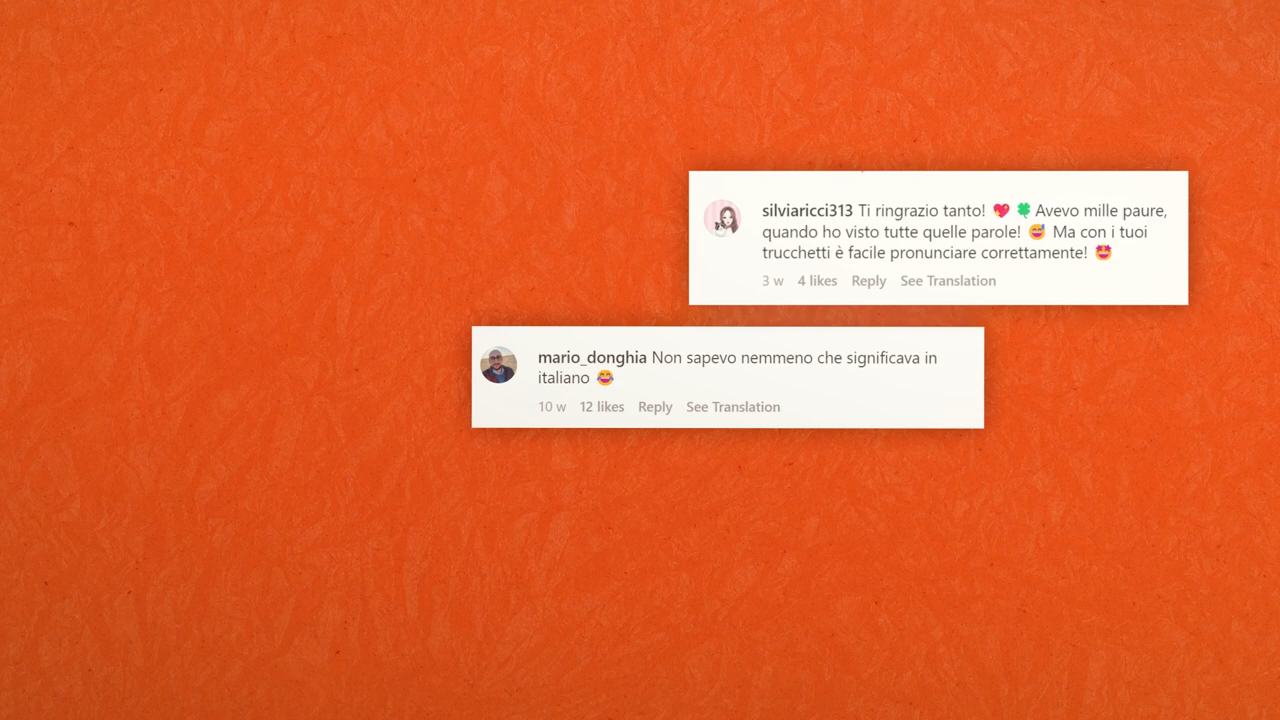 silviaricci313 Ti ringrazio tanto! 💖 🍀 Avevo mille paure,
quando ho visto tutte quelle parole! 😅 Ma con i tuoi
trucchetti è facile pronunciare correttamente! 🤩
3 w 4 likes Reply See Translation
mario_donghia Non sapevo nemmeno che significava in
italiano 😂
10 w 12 likes Reply See Translation